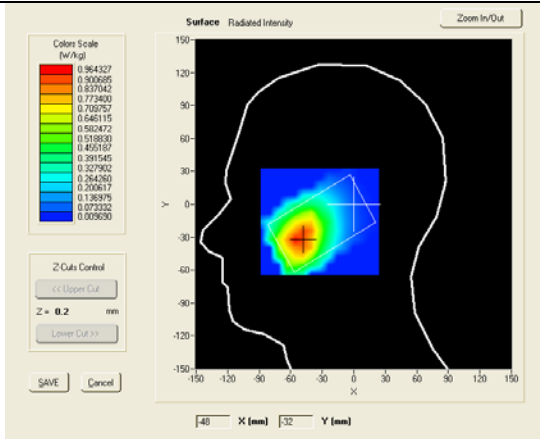 Surface Radiated Intensity
Zoom In/Out
Colors Scale
(W/kg)
0.964327
0.900685
0.837042
0.773400
0.709757
0.646115
0.582472
0.518830
0.455187
0.391545
0.327902
0.264260
0.200617
0.136975
0.073332
0.009690
Z-Cuts Control
<< Upper Cut
Z = 0.2 mm
Lower Cut >>
SAVE Cancel
150
120
90
60
30
0
-30
-60
-90
-120
-150
Y
-150 -120 -90 -60 -30 0 30 60 90 120 150
X
-48 X (mm) -32 Y (mm)